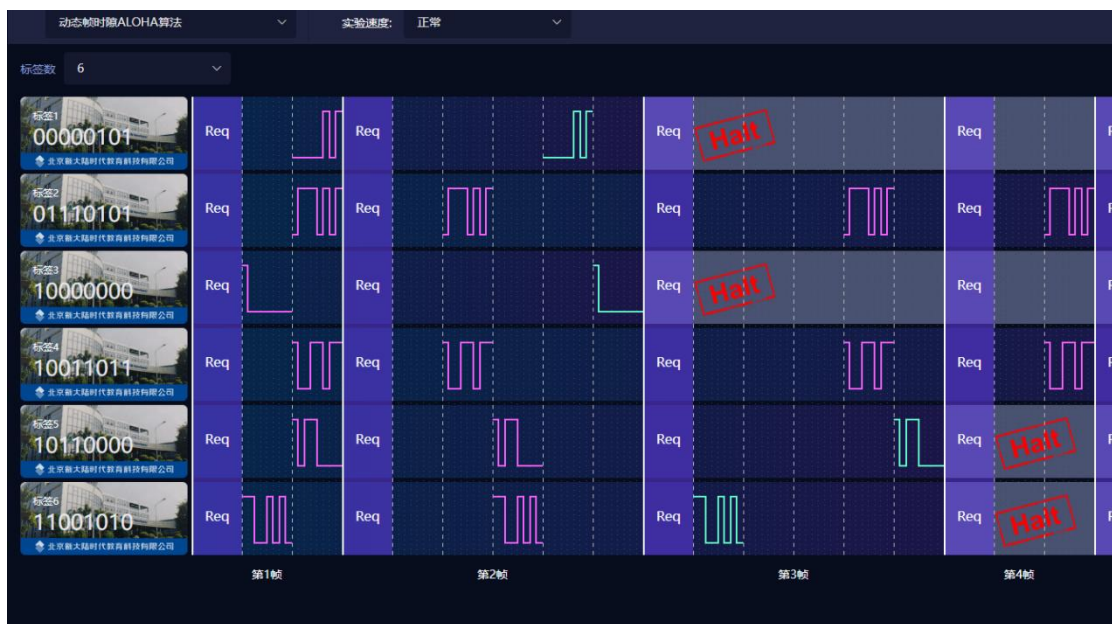 动态帧时隙ALOHA算法 实验速度: 正常
标签数 6
标签1
00000101
北京新大陆时代教育科技有限公司
Req Req Req Halt Req
标签2
01110101
北京新大陆时代教育科技有限公司
Req Req Req Req
标签3
10000000
北京新大陆时代教育科技有限公司
Req Req Req Halt Req
标签4
10011011
北京新大陆时代教育科技有限公司
Req Req Req Req
标签5
10110000
北京新大陆时代教育科技有限公司
Req Req Req Req Halt
标签6
11001010
北京新大陆时代教育科技有限公司
Req Req Req Req Halt
第1帧 第2帧 第3帧 第4帧